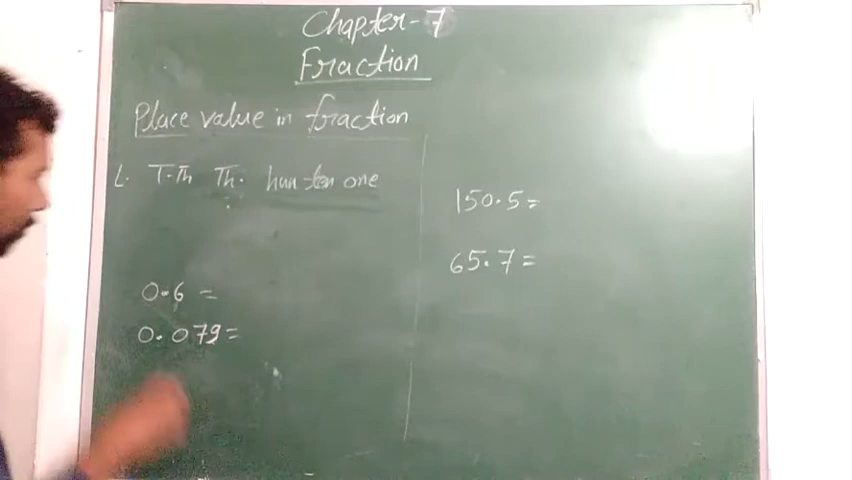 Chapter-7
Fraction
Place value in fraction
L. T-Th Th. hun ten one
0.6 =
0.079=
150.5=
65.7=